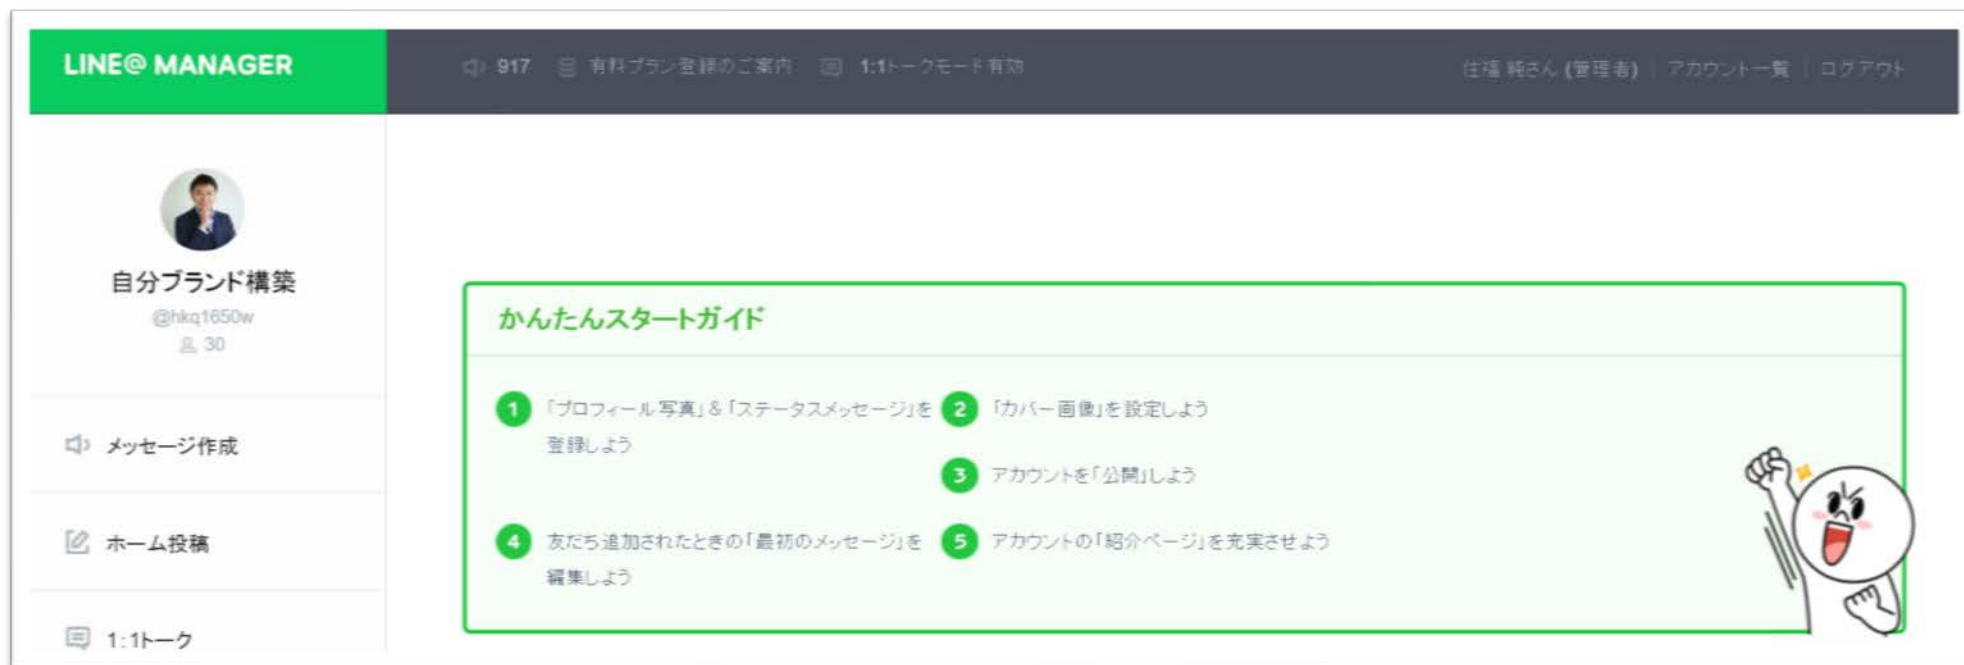 LINE@ MANAGER
917 有料プラン登録のご案内 1:1トークモード有効
住福 純さん (管理者) | アカウント一覧 | ログアウト
自分ブランド構築
@hkq1650w
30
メッセージ作成
ホーム投稿
1:1トーク
かんたんスタートガイド
1 「プロフィール写真」&「ステータスメッセージ」を
登録しよう
2 「カバー画像」を設定しよう
3 アカウントを「公開」しよう
4 友だち追加されたときの「最初のメッセージ」を
編集しよう
5 アカウントの「紹介ページ」を充実させよう